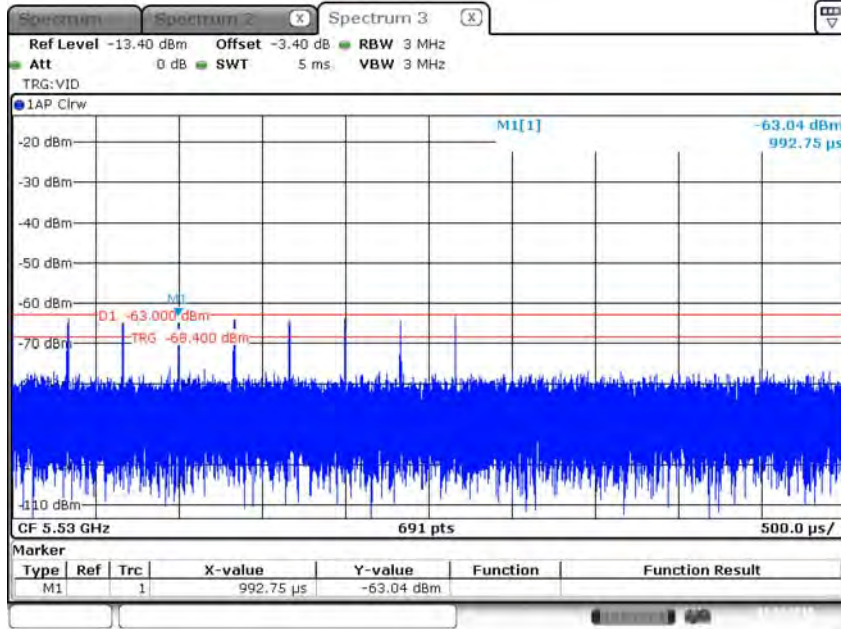 Spectrum Spectrum 2 X Spectrum 3 X
Ref Level -13.40 dBm Offset -3.40 dB RBW 3 MHz
Att 0 dB SWT 5 ms VBW 3 MHz
TRG:VID
1AP Clrw
M1[1] -63.04 dBm
992.75 µs
-20 dBm
-30 dBm
-40 dBm
-50 dBm
-60 dBm
M1
D1 -63.000 dBm
TRG -68.400 dBm
-70 dBm
-110 dBm
CF 5.53 GHz 691 pts 500.0 µs/
Marker
Type Ref Trc X-value Y-value Function Function Result
M1 1 992.75 µs -63.04 dBm